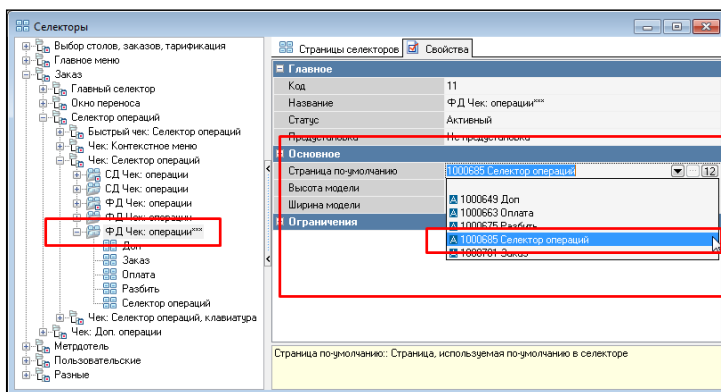 Селекторы
Выбор столов, заказов, тарификация
Главное меню
Заказ
Главный селектор
Окно переноса
Селектор операций
Быстрый чек: Селектор операций
Чек: Контекстное меню
Чек: Селектор операций
СД Чек: операции
СД Чек: операции
ФД Чек: операции
ФД Чек: операции
ФД Чек: операции***
Доп
Заказ
Оплата
Разбить
Селектор операций
Чек: Селектор операций, клавиатура
Чек: Доп. операции
Метрдотель
Пользовательские
Разные
Страницы селекторов
Свойства
Главное
Код 11
Название ФД Чек: операции***
Статус Активный
Предустановка Не предустановка
Основное
Страница по-умолчанию 1000685 Селектор операций 12
Высота модели
Ширина модели
Ограничения
1000649 Доп
1000663 Оплата
1000675 Разбить
1000685 Селектор операций
1000701 Заказ
Страница по-умолчанию:: Страница, используемая по-умолчанию в селекторе